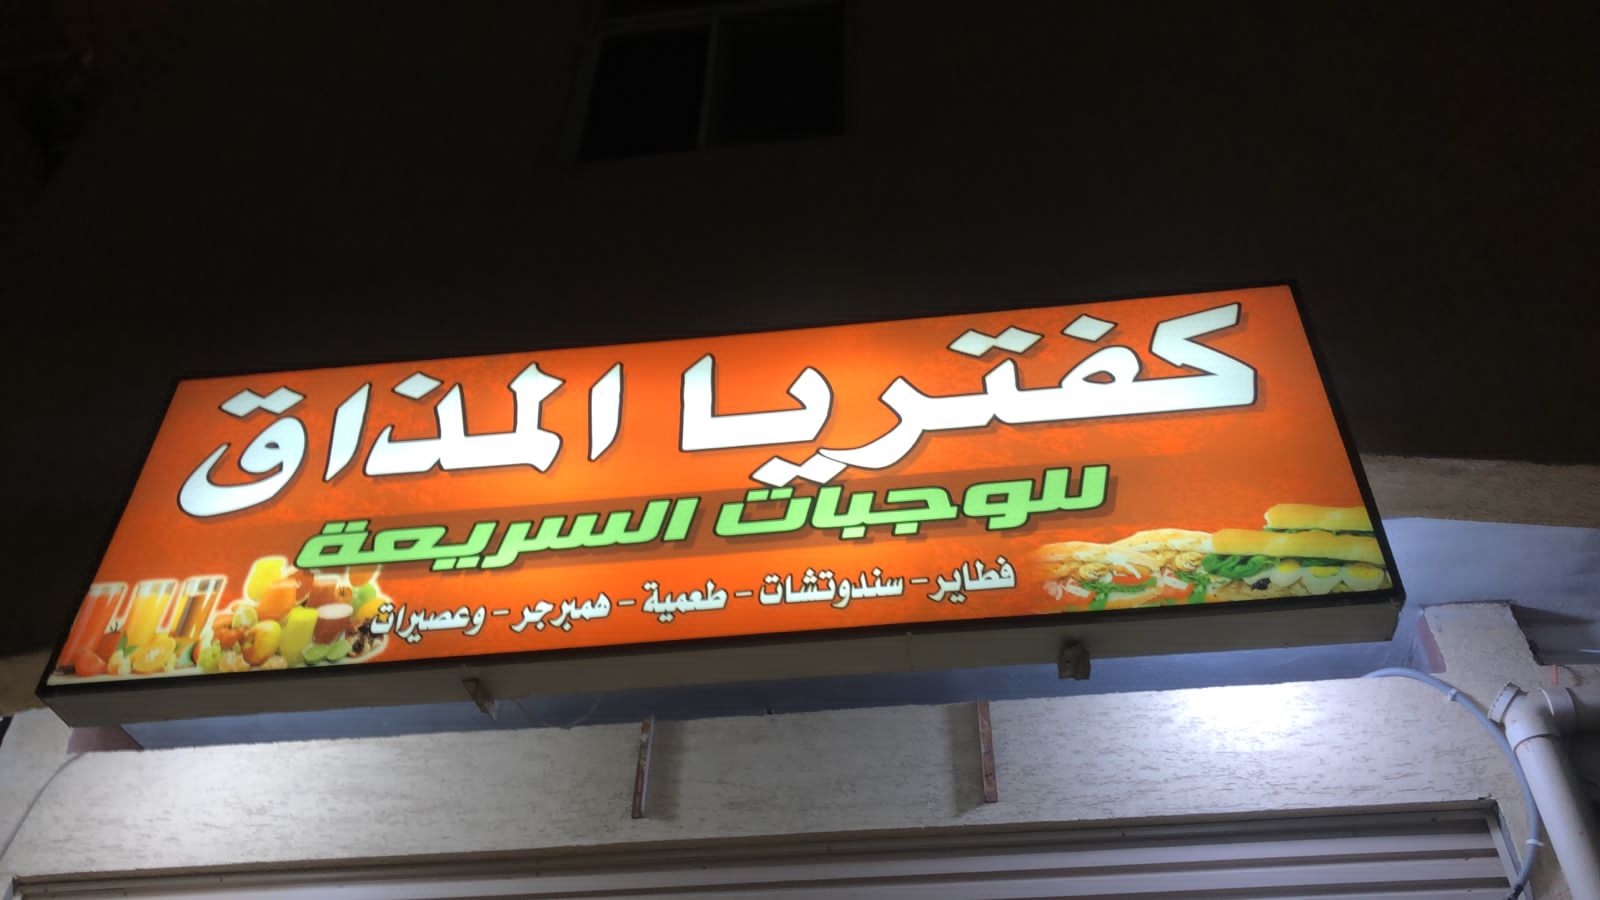 كفتريا المذاق
للوجبات السريعة
فطاير - سندوتشات - طعمية - همبرجر - وعصيرات